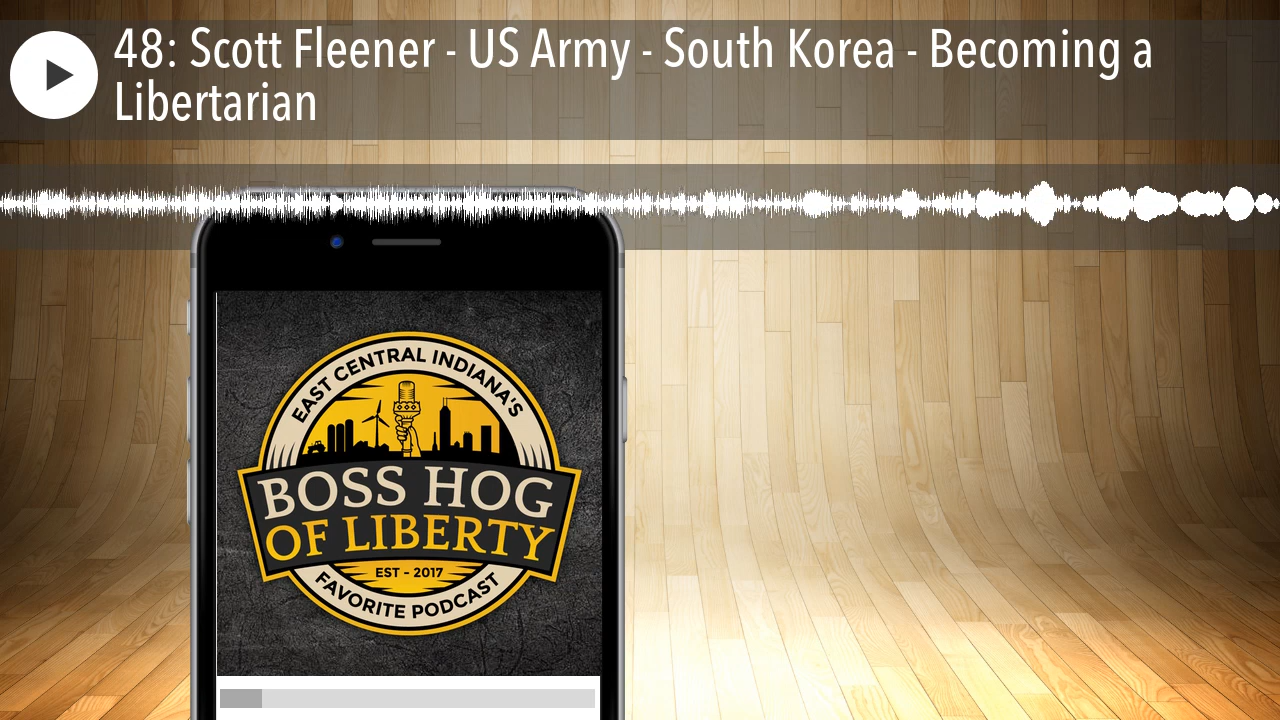 48: Scott Fleener - US Army - South Korea - Becoming a
Libertarian
EAST CENTRAL INDIANA'S
BOSS HOG
OF LIBERTY
EST - 2017
FAVORITE PODCAST